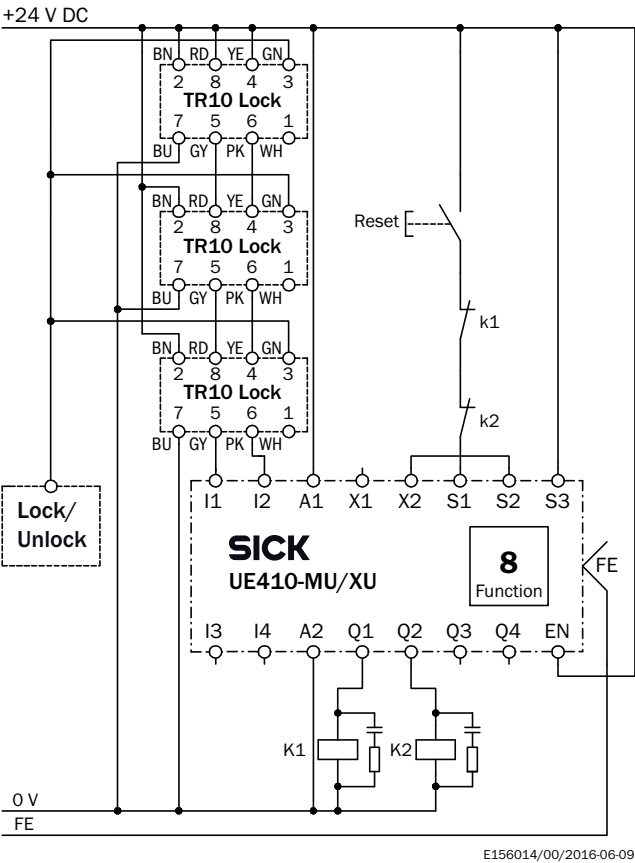 +24 V DC
BN RD YE GN
2 8 4 3
TR10 Lock
7 5 6 1
BU GY PK WH
BN RD YE GN
2 8 4 3
TR10 Lock
7 5 6 1
BU GY PK WH
Reset
k1
BN RD YE GN
2 8 4 3
TR10 Lock
7 5 6 1
BU GY PK WH
k2
Lock/
Unlock
I1 I2 A1 X1 X2 S1 S2 S3
SICK
UE410-MU/XU
8
Function
FE
I3 I4 A2 Q1 Q2 Q3 Q4 EN
K1 K2
0 V
FE
E156014/00/2016-06-09